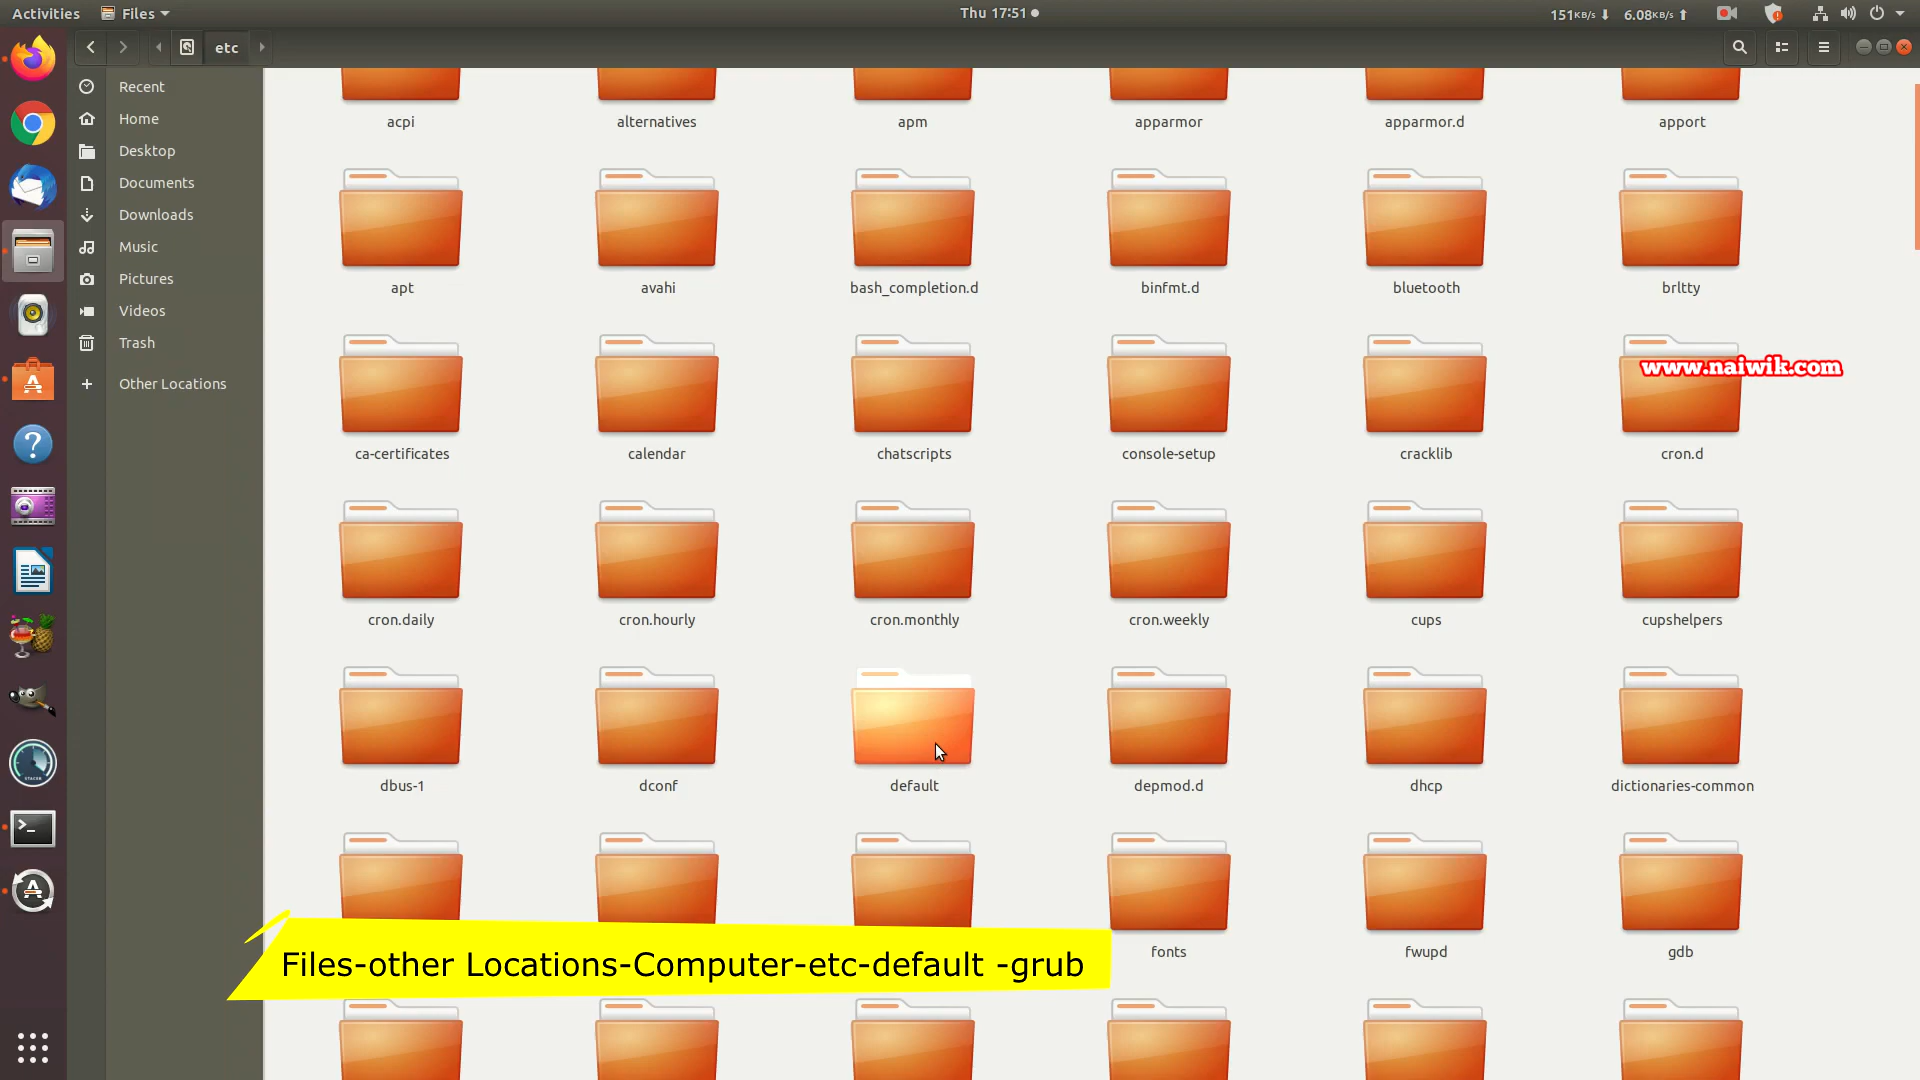 Activities Files Thu 17:51 151KB/s 6.08KB/s
etc
Recent
Home
Desktop
Documents
Downloads
Music
Pictures
Videos
Trash
Other Locations
acpi alternatives apm apparmor apparmor.d apport
apt avahi bash_completion.d binfmt.d bluetooth brltty
www.naiwik.com
ca-certificates calendar chatscripts console-setup cracklib cron.d
cron.daily cron.hourly cron.monthly cron.weekly cups cupshelpers
dbus-1 dconf default depmod.d dhcp dictionaries-common
fonts fwupd gdb
Files-other Locations-Computer-etc-default -grub